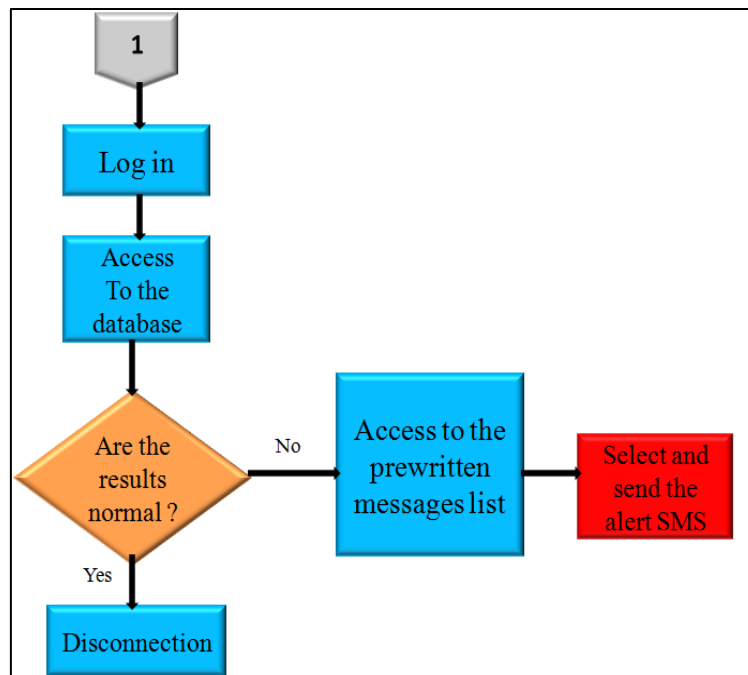 1
Log in
Access
To the
database
Are the
results
normal ?
No
Access to the
prewritten
messages list
Select and
send the
alert SMS
Yes
Disconnection